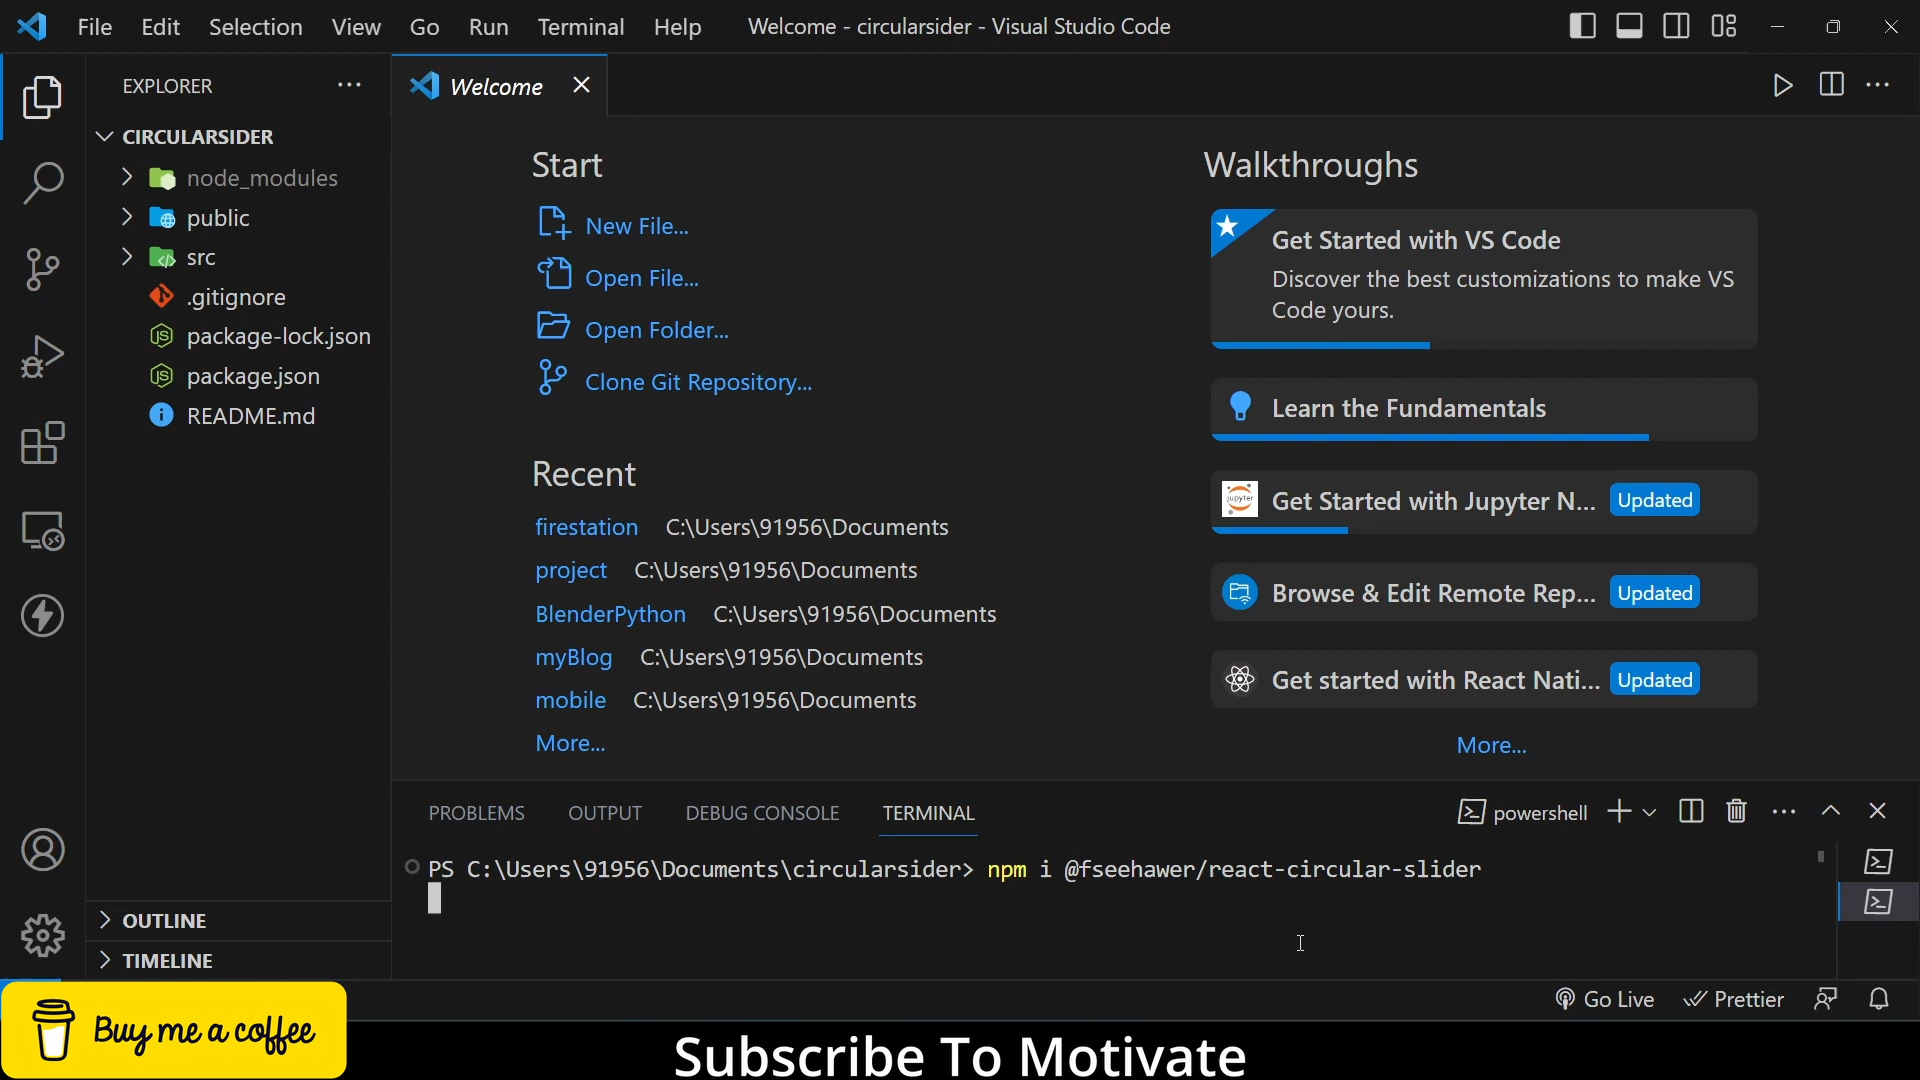 File Edit Selection View Go Run Terminal Help Welcome - circularsider - Visual Studio Code
EXPLORER
Welcome
CIRCULARSIDER
node_modules
public
src
.gitignore
package-lock.json
package.json
README.md
OUTLINE
TIMELINE
Start
New File...
Open File...
Open Folder...
Clone Git Repository...
Recent
firestation C:\Users\91956\Documents
project C:\Users\91956\Documents
BlenderPython C:\Users\91956\Documents
myBlog C:\Users\91956\Documents
mobile C:\Users\91956\Documents
More...
Walkthroughs
Get Started with VS Code
Discover the best customizations to make VS
Code yours.
Learn the Fundamentals
jupyter
Get Started with Jupyter N... Updated
Browse & Edit Remote Rep... Updated
Get started with React Nati... Updated
More...
PROBLEMS OUTPUT DEBUG CONSOLE TERMINAL powershell
PS C:\Users\91956\Documents\circularsider> npm i @fseehawer/react-circular-slider
Go Live Prettier
Buy me a coffee
Subscribe To Motivate